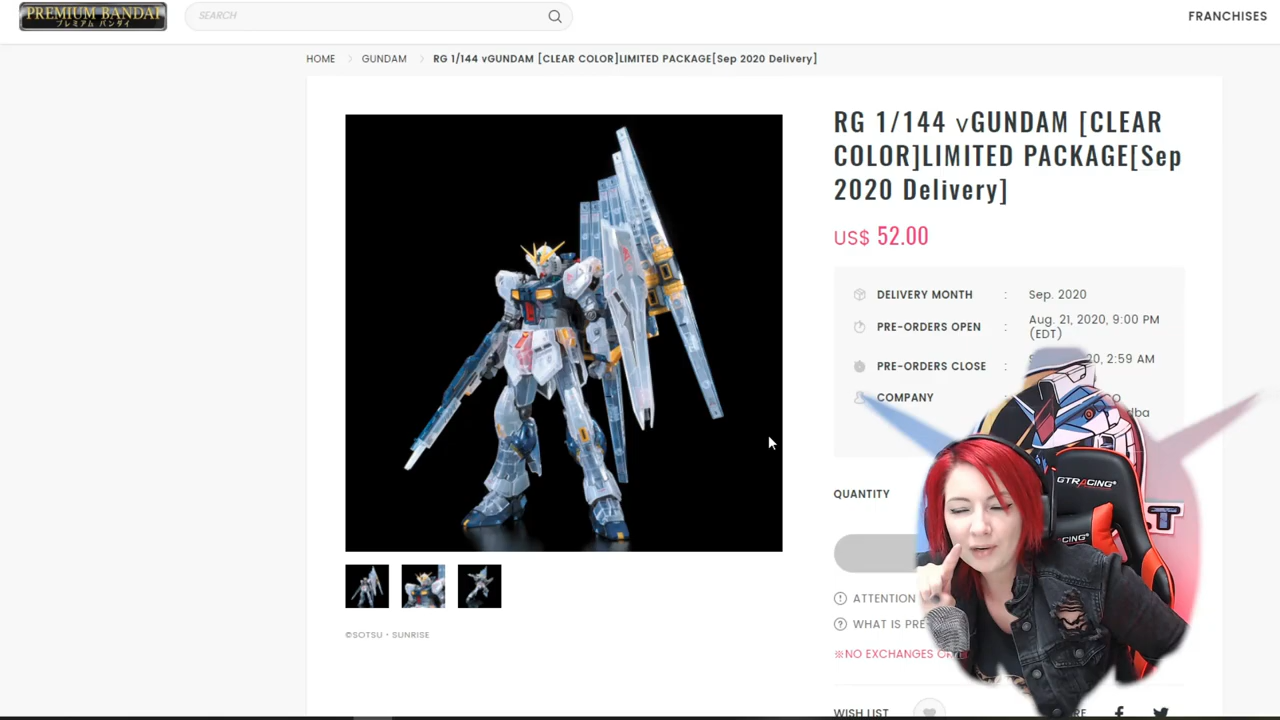 PREMIUM BANDAI
プレミアム バンダイ
SEARCH
FRANCHISES
HOME
GUNDAM
RG 1/144 νGUNDAM [CLEAR COLOR]LIMITED PACKAGE[Sep 2020 Delivery]
RG 1/144 νGUNDAM [CLEAR
COLOR]LIMITED PACKAGE[Sep
2020 Delivery]
US$ 52.00
DELIVERY MONTH : Sep. 2020
PRE-ORDERS OPEN : Aug. 21, 2020, 9:00 PM
(EDT)
PRE-ORDERS CLOSE : 20, 2:59 AM
COMPANY :
dba
GTRACING
QUANTITY
ATTENTION
WHAT IS PRE-
※NO EXCHANGES
WISH LIST
©SOTSU・SUNRISE